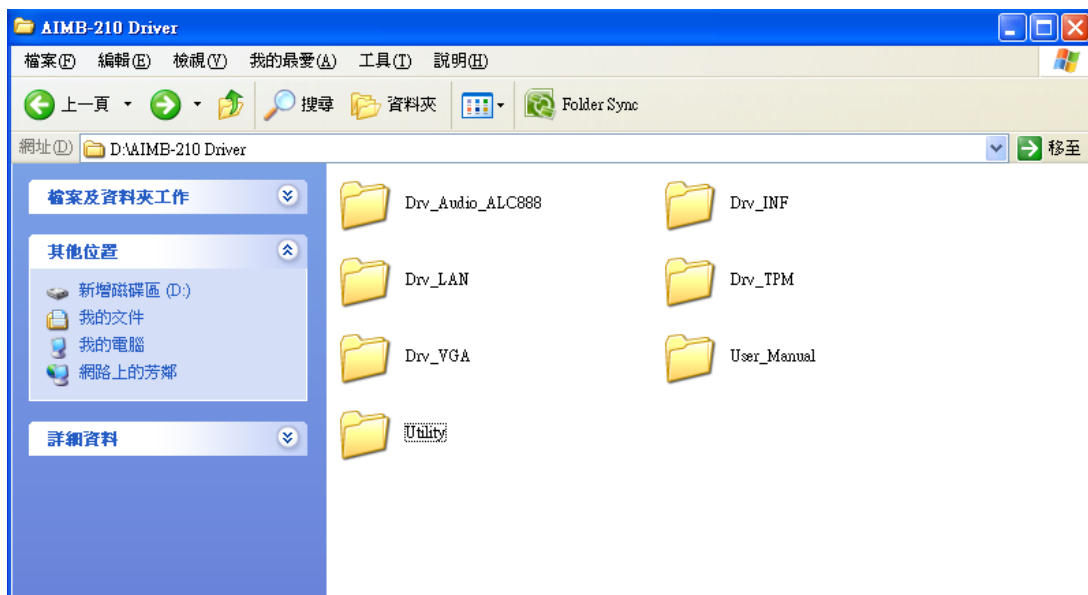 AIMB-210 Driver
檔案(F) 編輯(E) 檢視(V) 我的最愛(A) 工具(T) 說明(H)
上一頁 搜尋 資料夾 Folder Sync
網址(D) D:\AIMB-210 Driver 移至
檔案及資料夾工作
其他位置
新增磁碟區 (D:)
我的文件
我的電腦
網路上的芳鄰
詳細資料
Drv_Audio_ALC888 Drv_INF
Drv_LAN Drv_TPM
Drv_VGA User_Manual
Utility